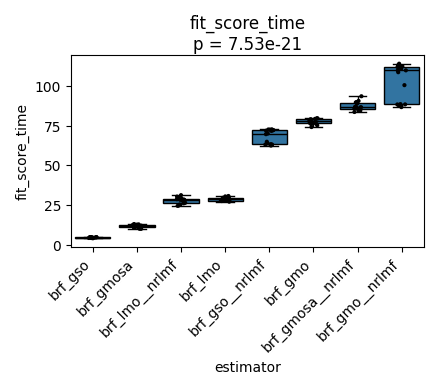 fit_score_time
p = 7.53e-21
fit_score_time
100
75
50
25
0
brf_gso
brf_gmosa
brf_lmo__nrlmf
brf_lmo
brf_gso__nrlmf
brf_gmo
brf_gmosa__nrlmf
brf_gmo__nrlmf
estimator